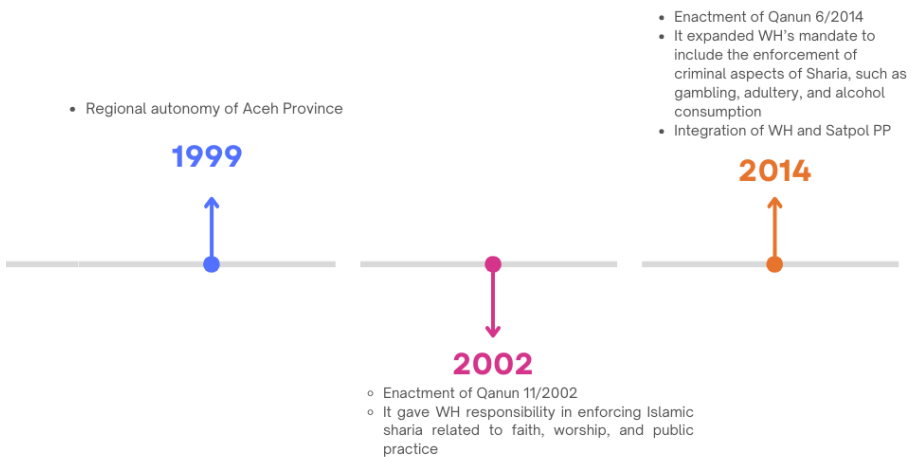 • Regional autonomy of Aceh Province
1999
2002
◦ Enactment of Qanun 11/2002
◦ It gave WH responsibility in enforcing Islamic
sharia related to faith, worship, and public
practice
• Enactment of Qanun 6/2014
• It expanded WH's mandate to
include the enforcement of
criminal aspects of Sharia, such as
gambling, adultery, and alcohol
consumption
• Integration of WH and Satpol PP
2014